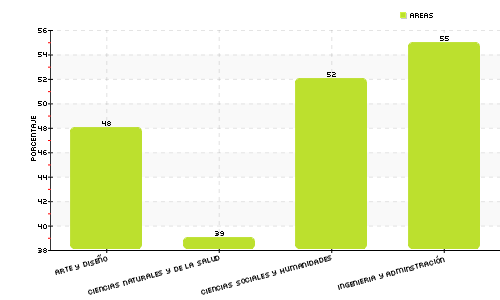 AREAS
PORCENTAJE
56
54
52
50
48
46
44
42
40
38
48
39
52
55
ARTE Y DISEÑO
CIENCIAS NATURALES Y DE LA SALUD
CIENCIAS SOCIALES Y HUMANIDADES
INGENIERIA Y ADMINSTRACIÓN